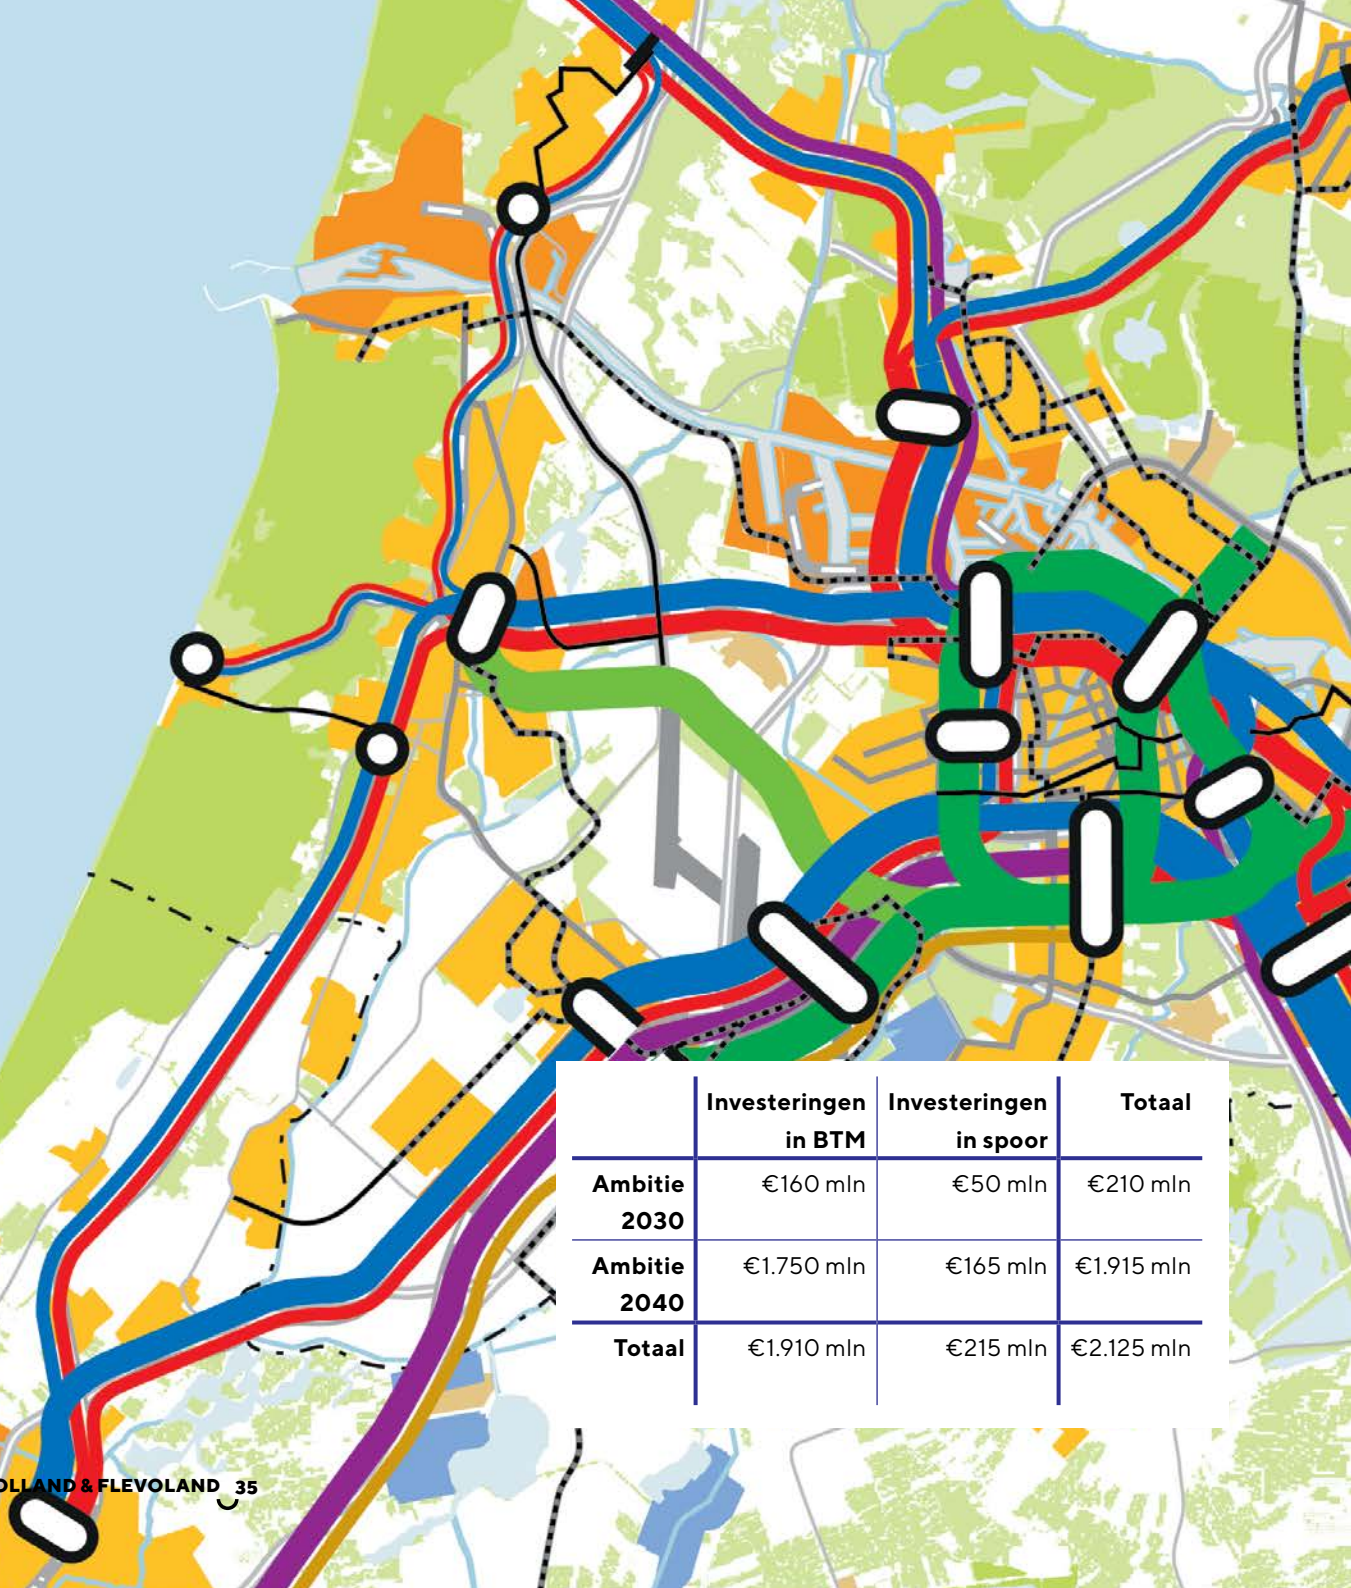 Investeringen Investeringen Totaal
in BTM in spoor
Ambitie €160 mln €50 mln €210 mln
2030
Ambitie €1.750 mln €165 mln €1.915 mln
2040
Totaal €1.910 mln €215 mln €2.125 mln
& FLEVOLAND 35